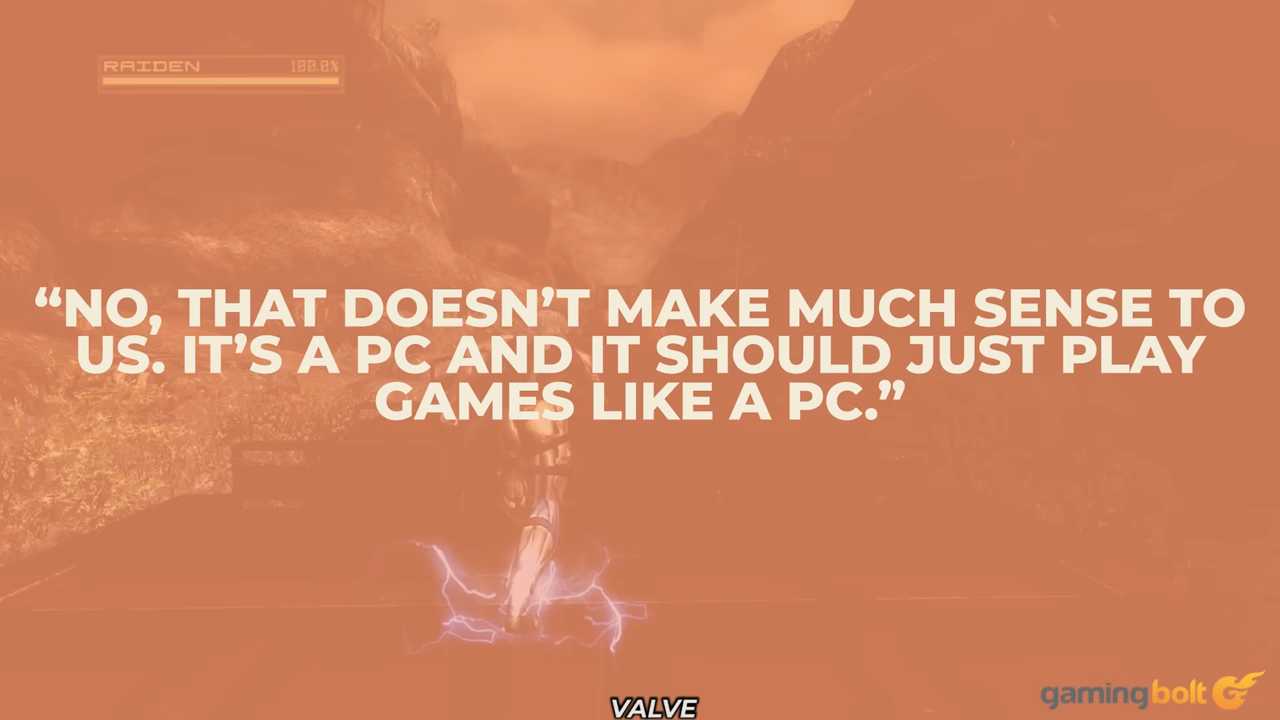 RAIDEN 100.0%
“NO, THAT DOESN’T MAKE MUCH SENSE TO
US. IT’S A PC AND IT SHOULD JUST PLAY
GAMES LIKE A PC.”
gamingbolt
VALVE